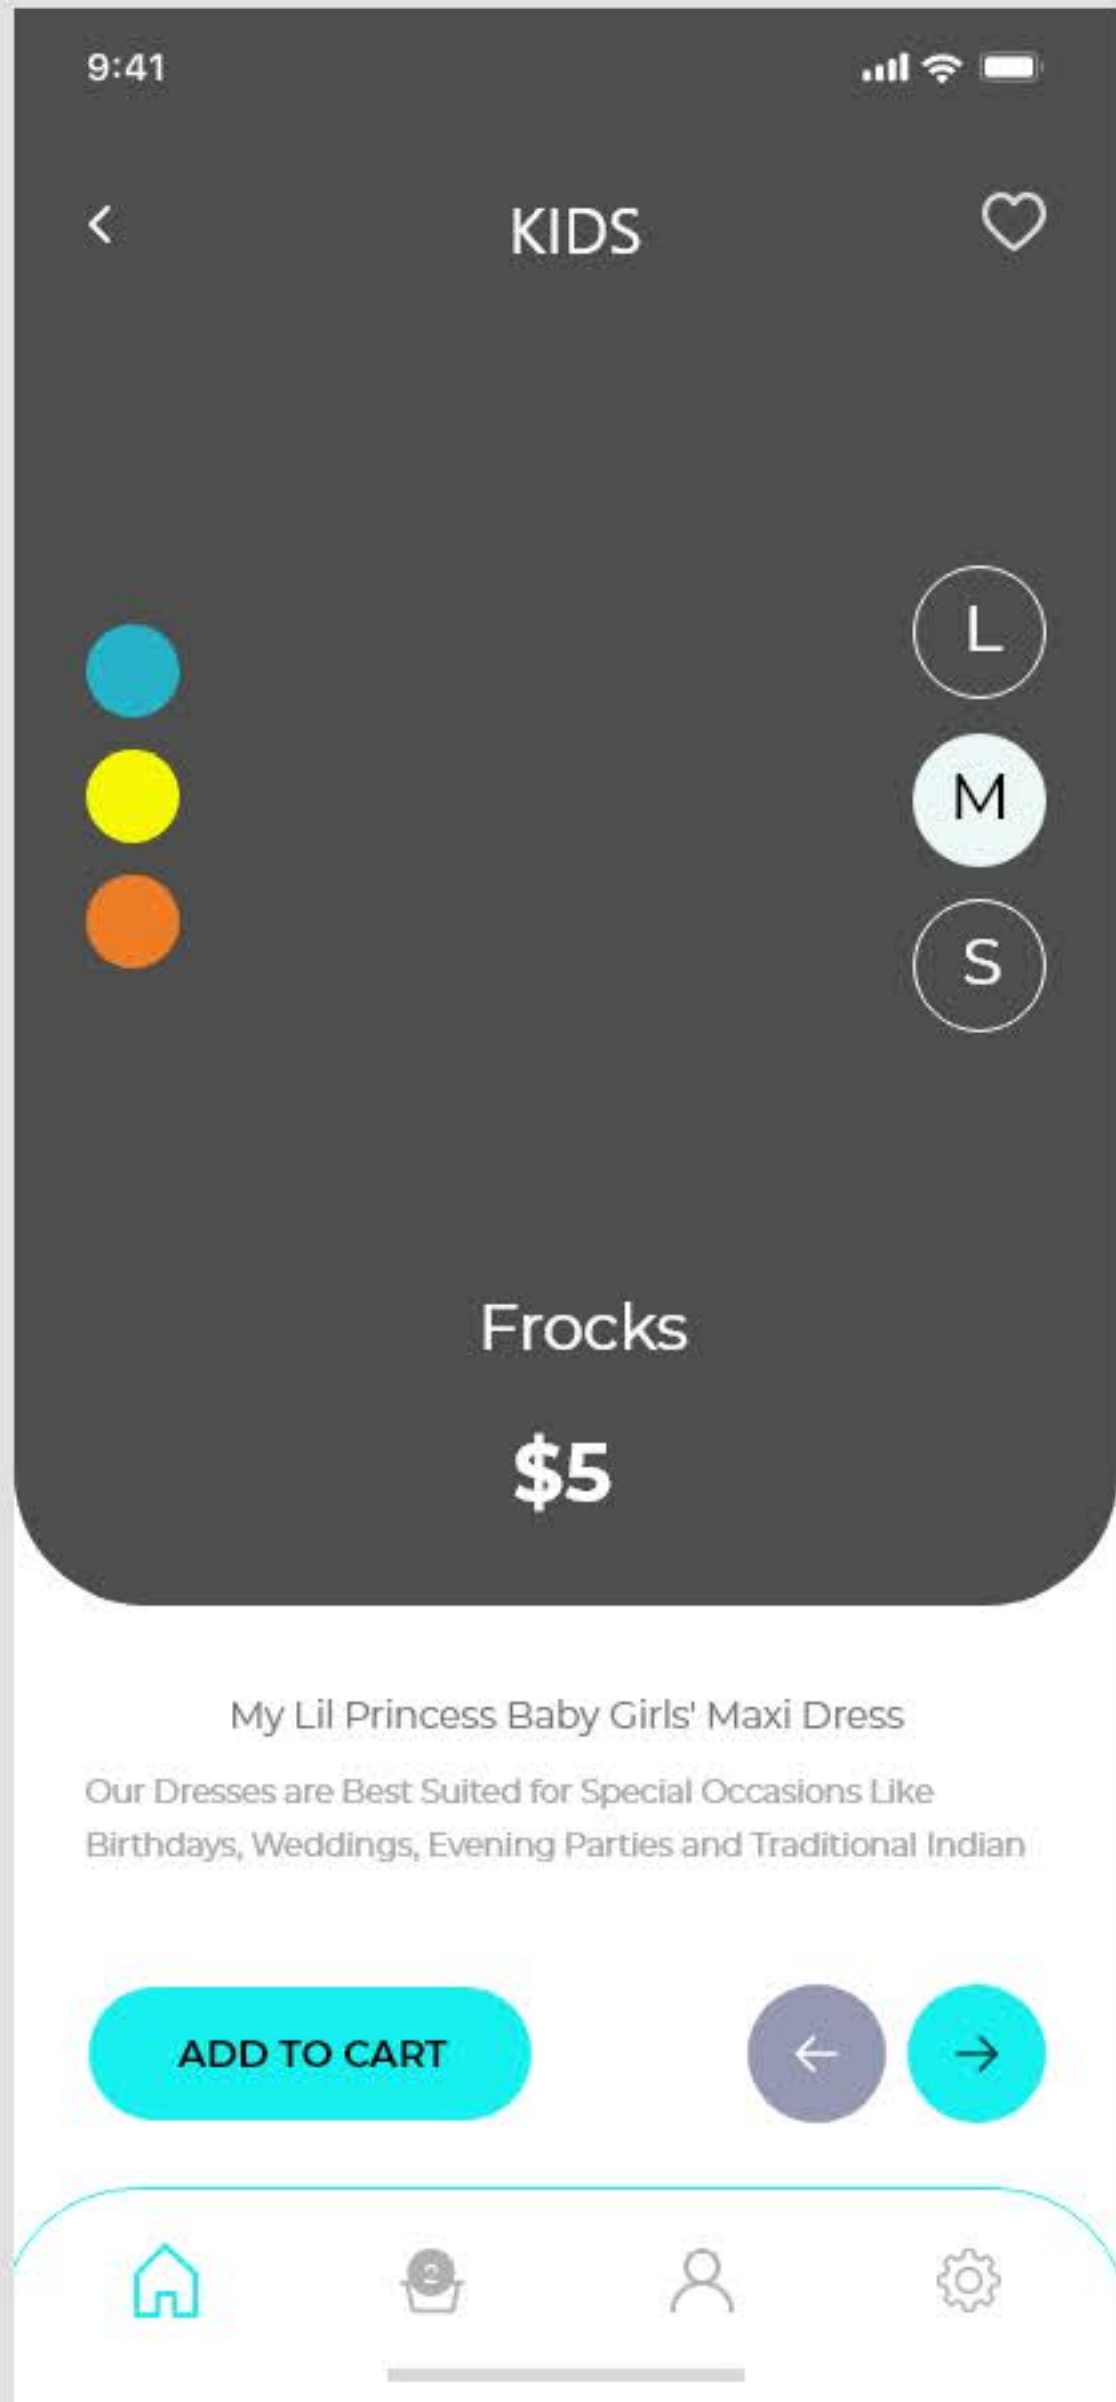 9:41
KIDS
L
M
S
Frocks
$5
My Lil Princess Baby Girls' Maxi Dress
Our Dresses are Best Suited for Special Occasions Like
Birthdays, Weddings, Evening Parties and Traditional Indian
ADD TO CART
2